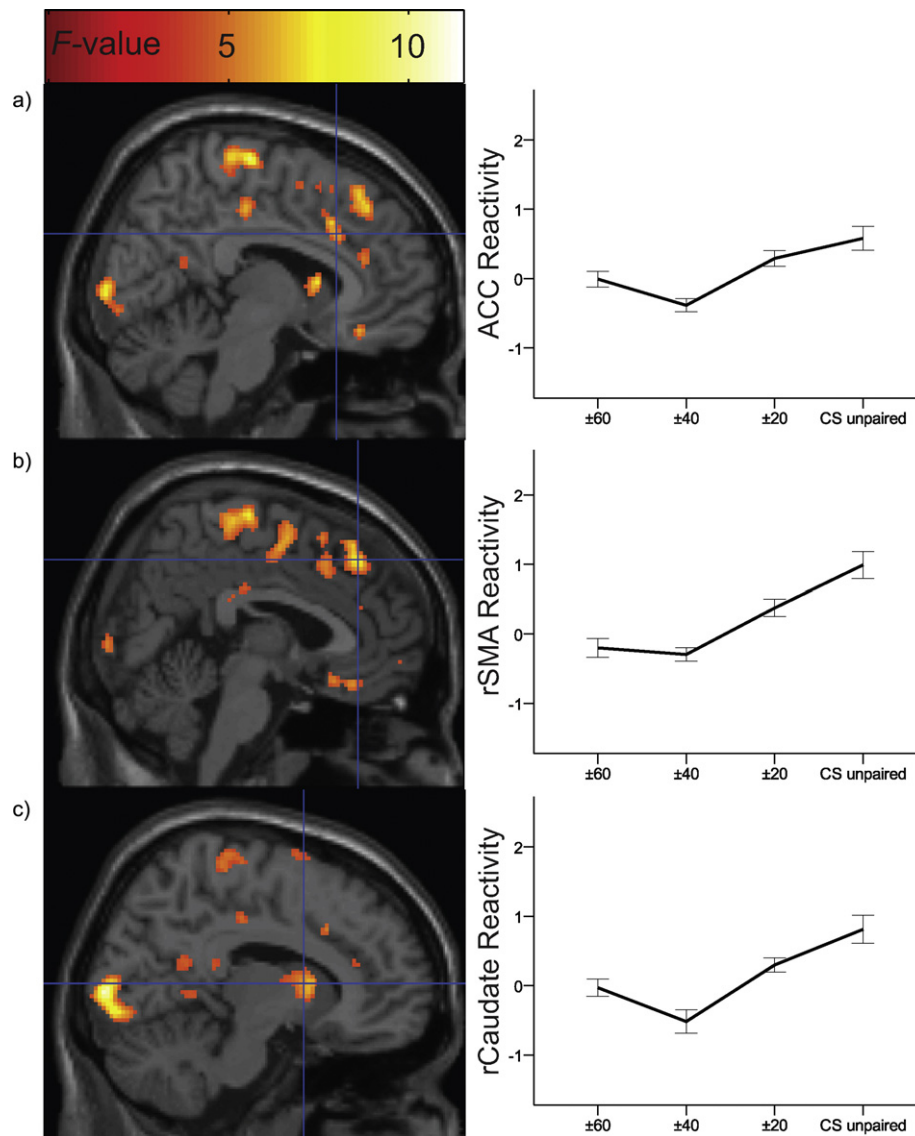 F-value 5 10
a)
ACC Reactivity
2
1
0
-1
±60 ±40 ±20 CS unpaired
b)
rSMA Reactivity
2
1
0
-1
±60 ±40 ±20 CS unpaired
c)
rCaudate Reactivity
2
1
0
-1
±60 ±40 ±20 CS unpaired